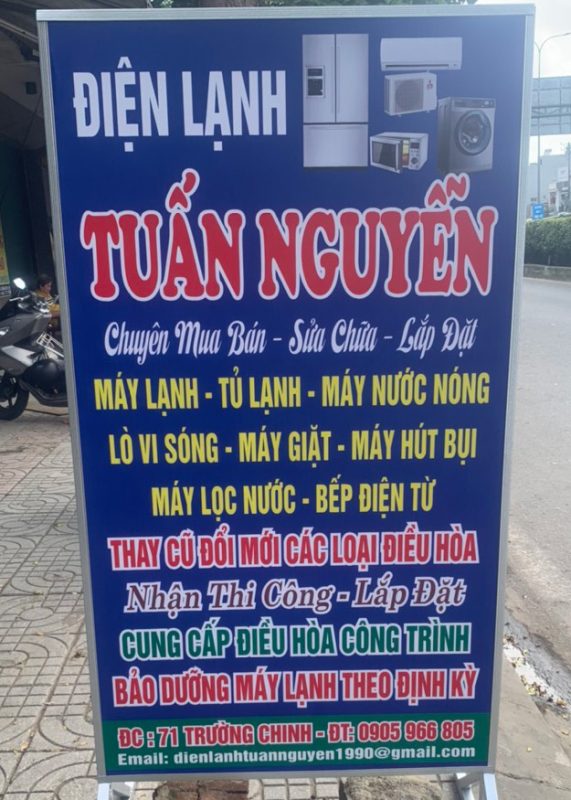 ĐIỆN LẠNH
TUẤN NGUYỄN
Chuyên Mua Bán - Sửa Chữa - Lắp Đặt
MÁY LẠNH - TỦ LẠNH - MÁY NƯỚC NÓNG
LÒ VI SÓNG - MÁY GIẶT - MÁY HÚT BỤI
MÁY LỌC NƯỚC - BẾP ĐIỆN TỪ
THAY CŨ ĐỔI MỚI CÁC LOẠI ĐIỀU HÒA
Nhận Thi Công - Lắp Đặt
CUNG CẤP ĐIỀU HÒA CÔNG TRÌNH
BẢO DƯỠNG MÁY LẠNH THEO ĐỊNH KỲ
ĐC : 71 TRƯỜNG CHINH - ĐT: 0905 966 805
Email: dienlanhtuannguyen1990@gmail.com